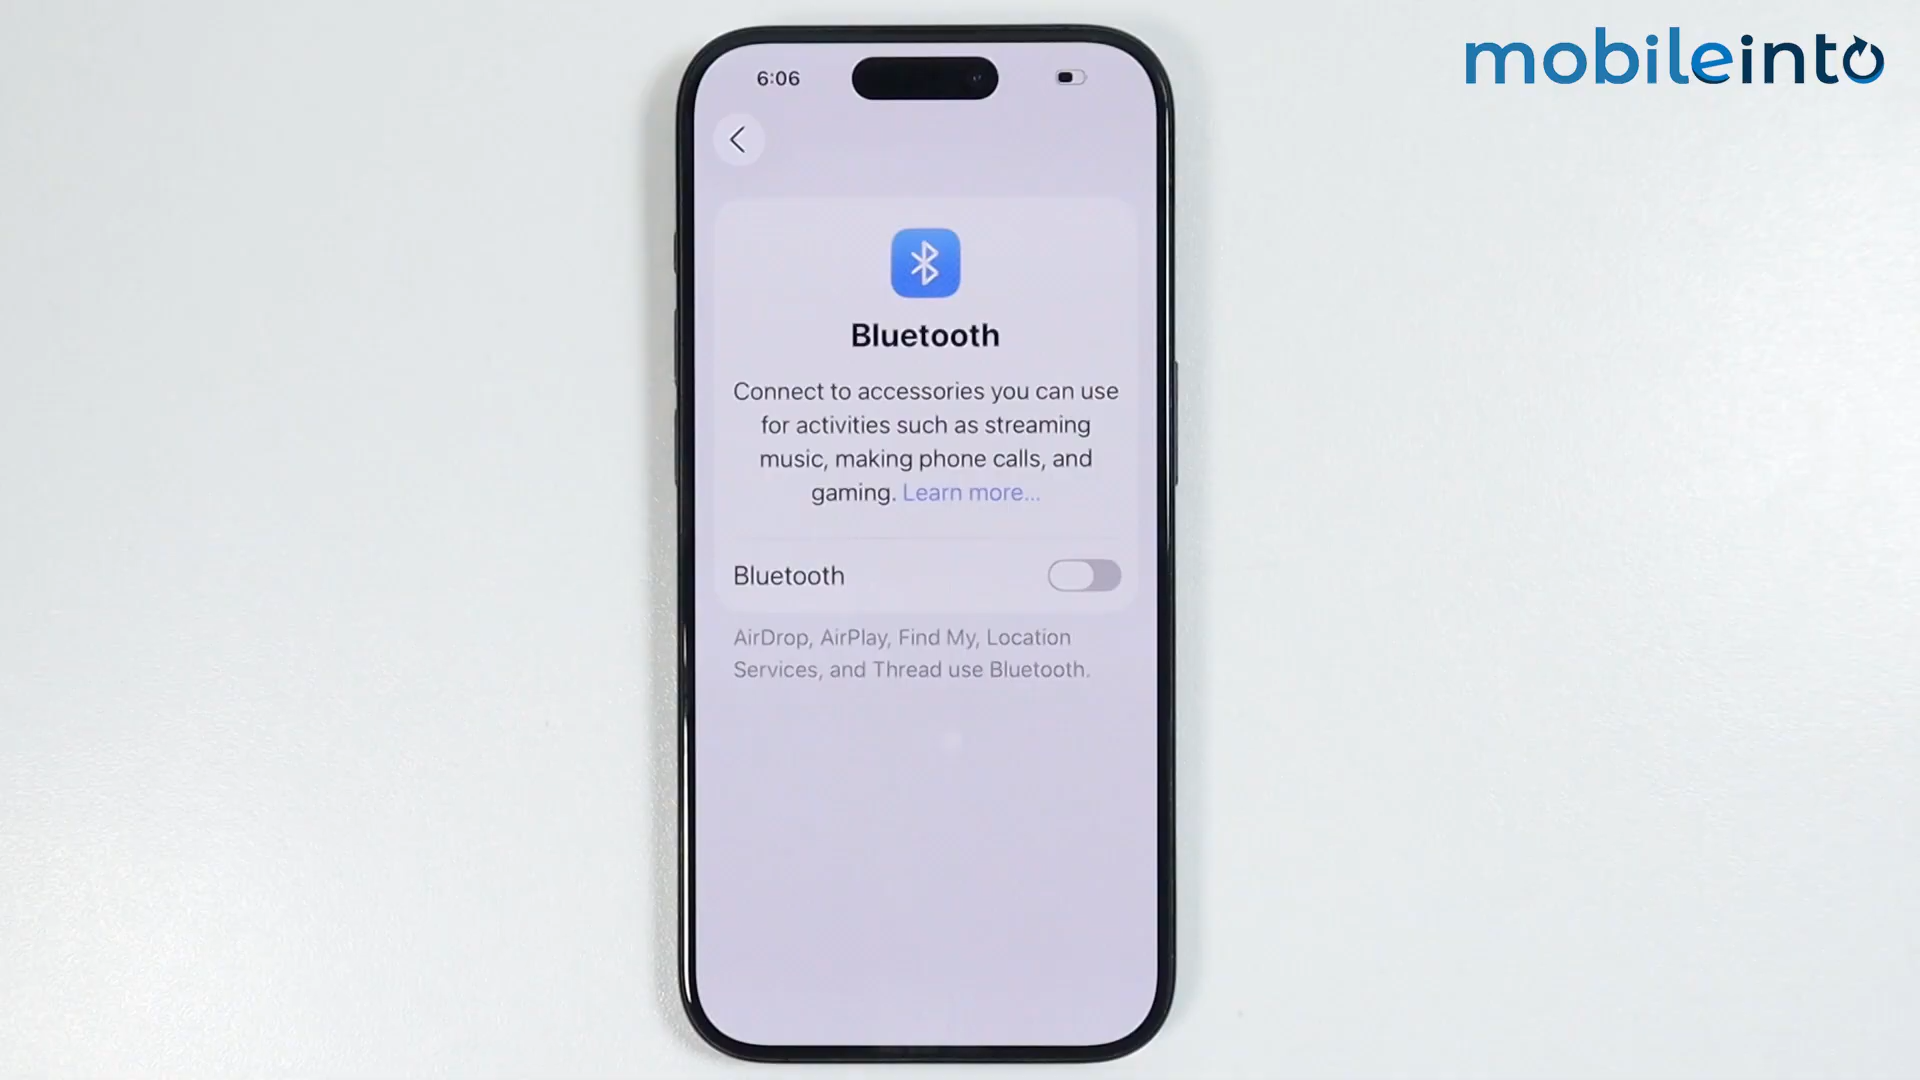 mobileinto
6:06
Bluetooth
Connect to accessories you can use
for activities such as streaming
music, making phone calls, and
gaming. Learn more...
Bluetooth
AirDrop, AirPlay, Find My, Location
Services, and Thread use Bluetooth.